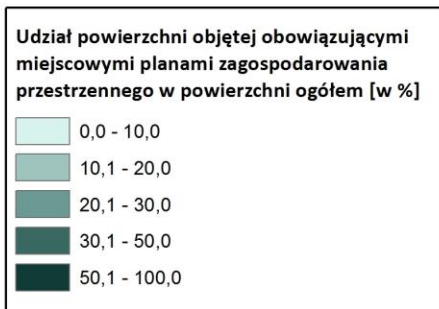 Udział powierzchni objętej obowiązującymi
miejscowymi planami zagospodarowania
przestrzennego w powierzchni ogółem [w %]
0,0 - 10,0
10,1 - 20,0
20,1 - 30,0
30,1 - 50,0
50,1 - 100,0